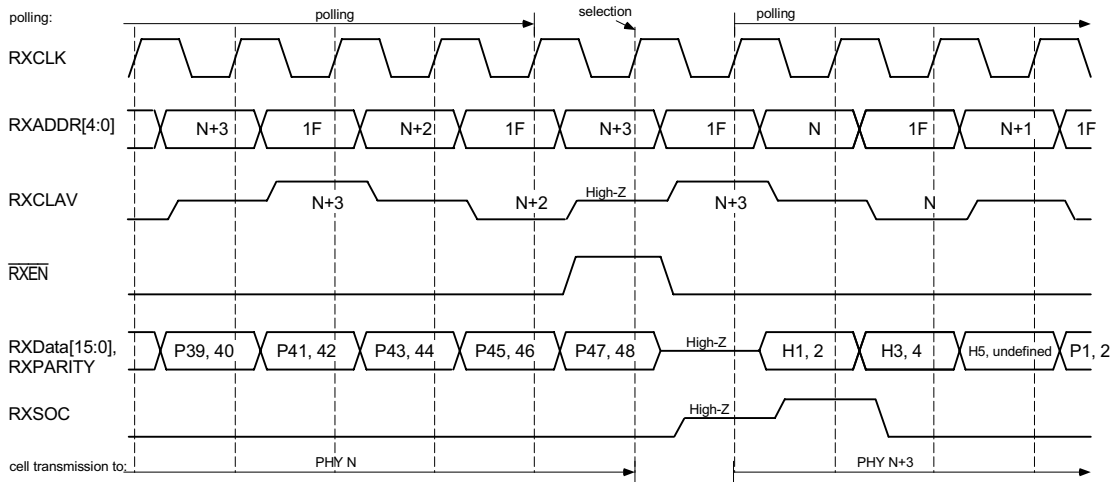 polling: polling selection polling
RXCLK
RXADDR[4:0] N+3 1F N+2 1F N+3 1F N 1F N+1 1F
RXCLAV N+3 N+2 High-Z N+3 N
RXEN
RXData[15:0], RXPARITY P39, 40 P41, 42 P43, 44 P45, 46 P47, 48 High-Z H1, 2 H3, 4 H5, undefined P1, 2
RXSOC High-Z
cell transmission to: PHY N PHY N+3